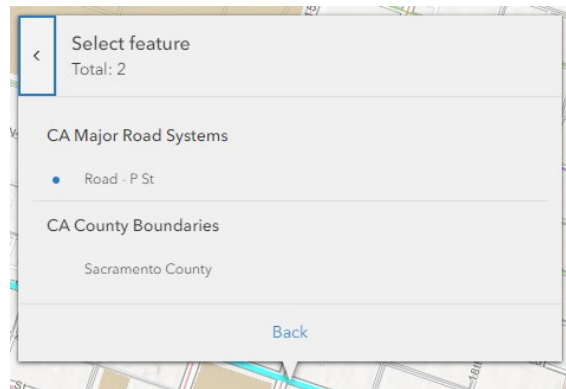 Select feature
Total: 2
CA Major Road Systems
Road - P St
CA County Boundaries
Sacramento County
Back